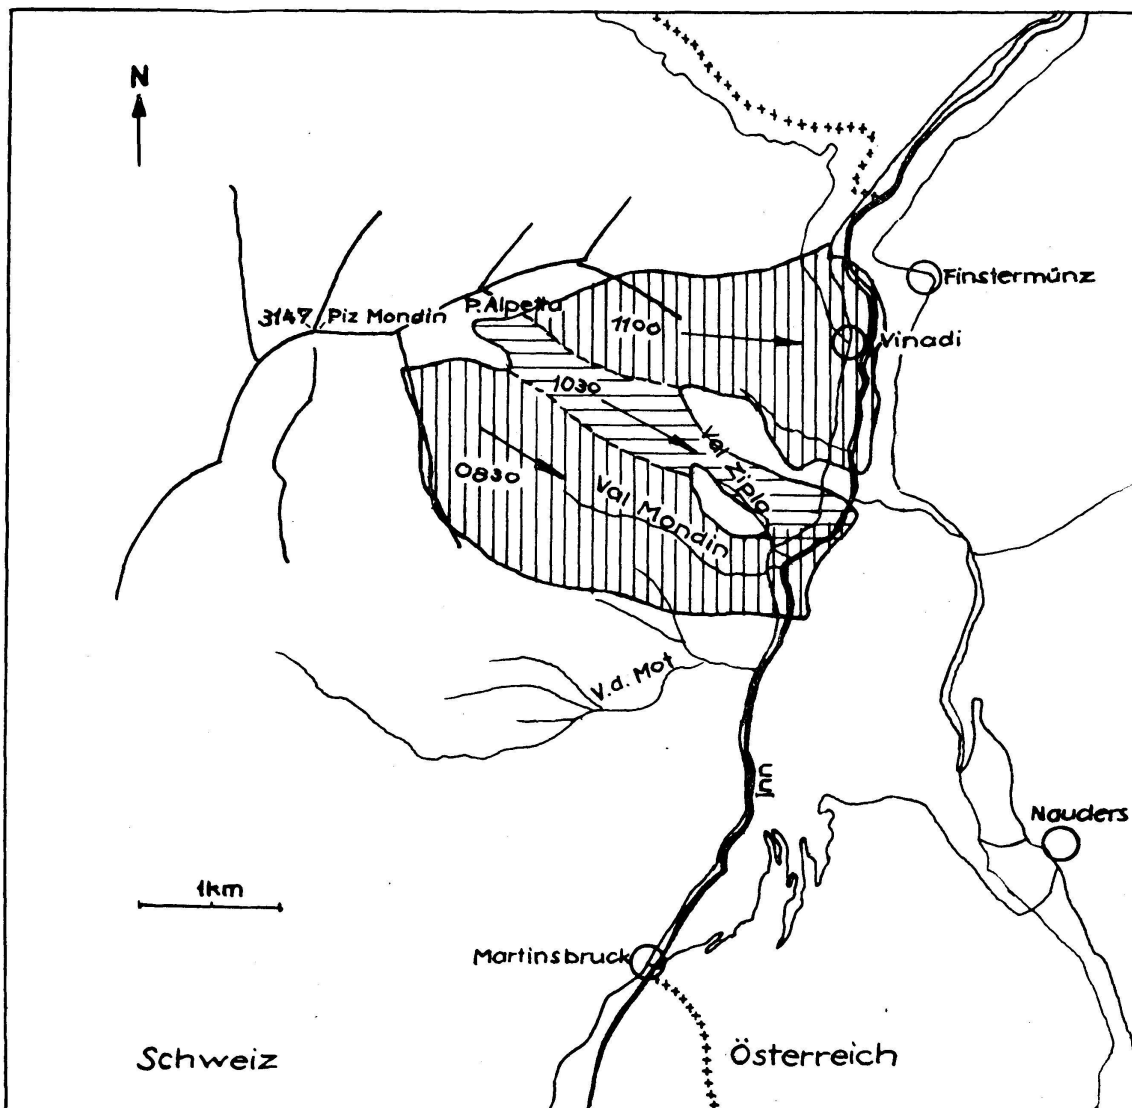 N
Finstermünz
P. Alpetta
3147
Piz Mondin
1100
Vinadi
1030
Val Zipla
0830
Val Mondin
V.d. Mot
Inn
Nauders
1km
Martinsbruck
Schweiz
Österreich